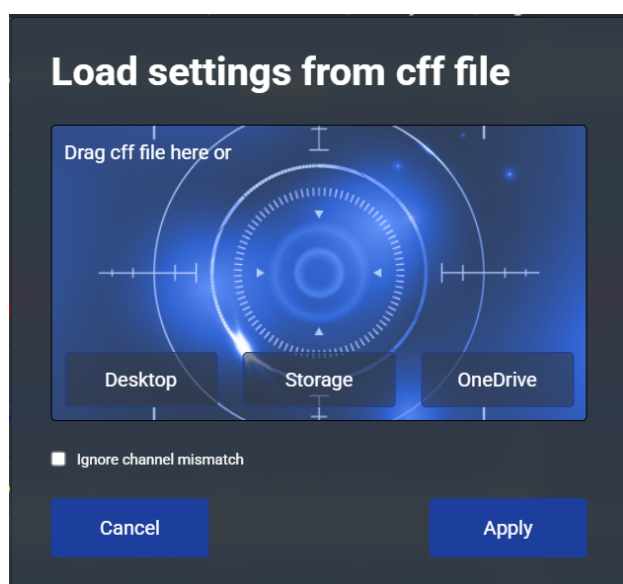 Load settings from cff file
Drag cff file here or
Desktop
Storage
OneDrive
Ignore channel mismatch
Cancel
Apply